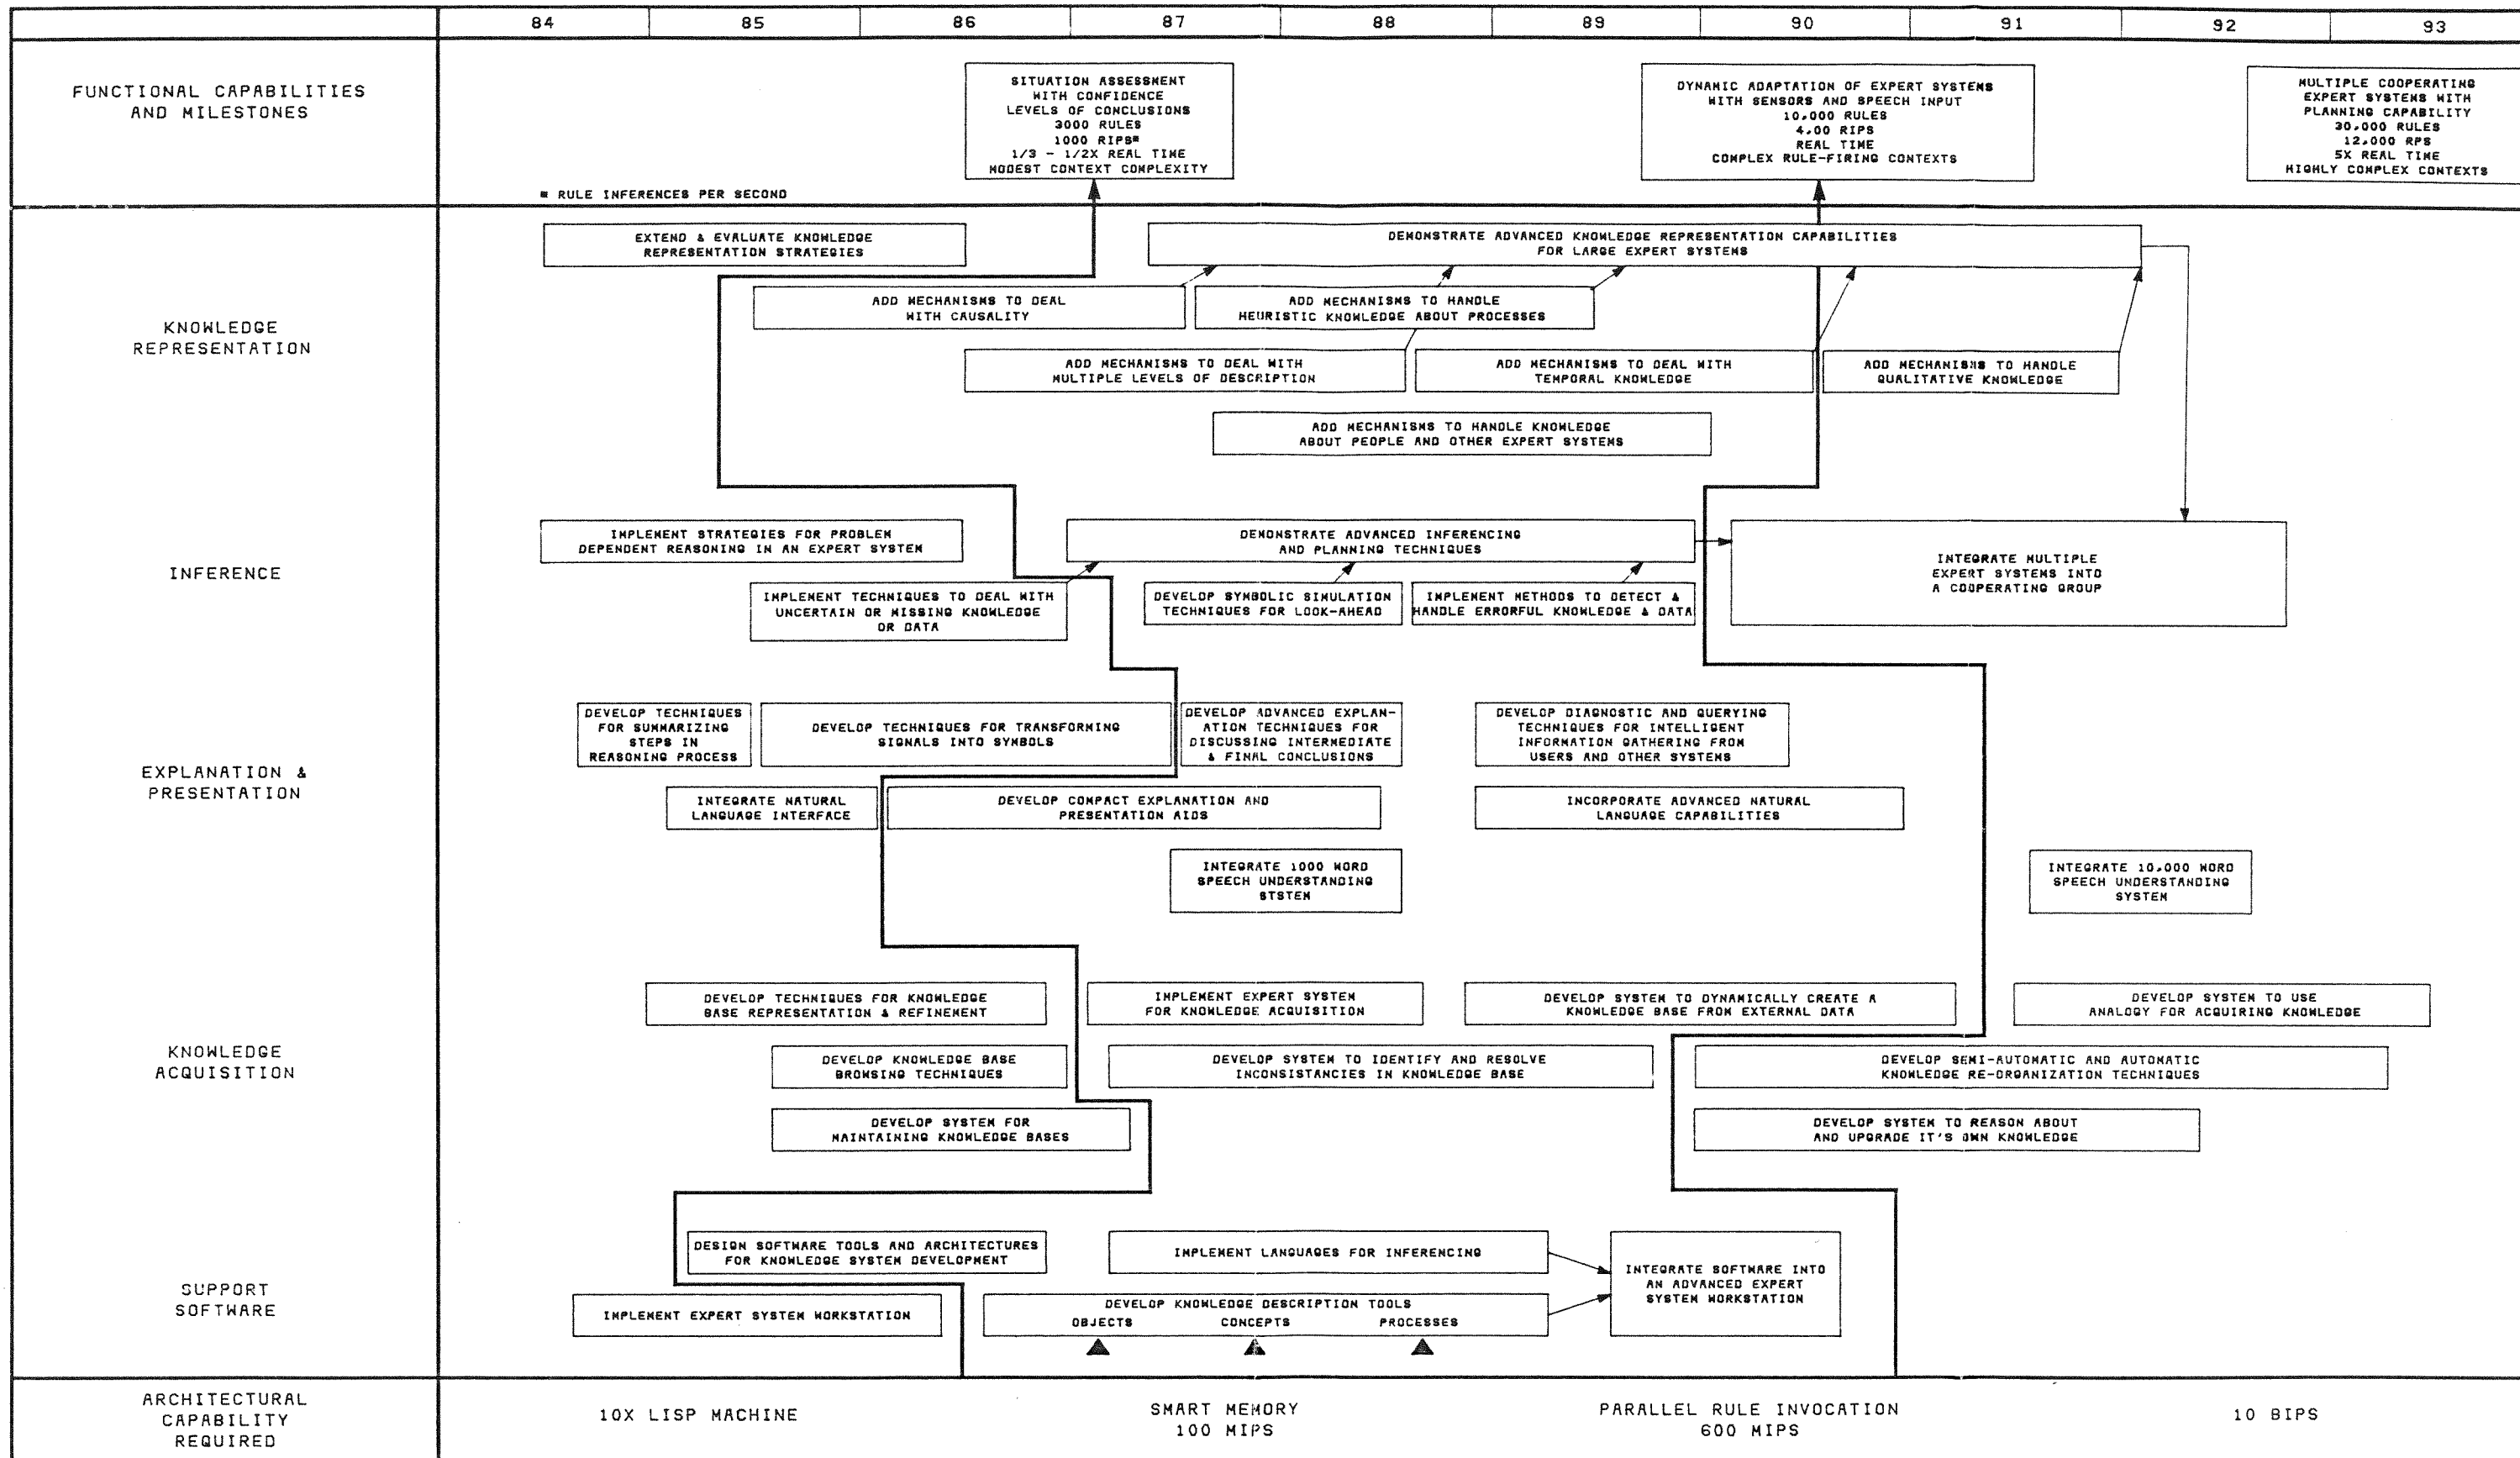 84 85 86 87 88 89 90 91 92 93
FUNCTIONAL CAPABILITIES
AND MILESTONES
SITUATION ASSESSMENT
WITH CONFIDENCE
LEVELS OF CONCLUSIONS
3000 RULES
1000 RIPS*
1/3 - 1/2X REAL TIME
MODEST CONTEXT COMPLEXITY
DYNAMIC ADAPTATION OF EXPERT SYSTEMS
WITH SENSORS AND SPEECH INPUT
10,000 RULES
4,00 RIPS
REAL TIME
COMPLEX RULE-FIRING CONTEXTS
MULTIPLE COOPERATING
EXPERT SYSTEMS WITH
PLANNING CAPABILITY
30,000 RULES
12,000 RPS
5X REAL TIME
HIGHLY COMPLEX CONTEXTS
* RULE INFERENCES PER SECOND
KNOWLEDGE
REPRESENTATION
EXTEND & EVALUATE KNOWLEDGE
REPRESENTATION STRATEGIES
DEMONSTRATE ADVANCED KNOWLEDGE REPRESENTATION CAPABILITIES
FOR LARGE EXPERT SYSTEMS
ADD MECHANISMS TO DEAL
WITH CAUSALITY
ADD MECHANISMS TO HANDLE
HEURISTIC KNOWLEDGE ABOUT PROCESSES
ADD MECHANISMS TO DEAL WITH
MULTIPLE LEVELS OF DESCRIPTION
ADD MECHANISMS TO DEAL WITH
TEMPORAL KNOWLEDGE
ADD MECHANISMS TO HANDLE
QUALITATIVE KNOWLEDGE
ADD MECHANISMS TO HANDLE KNOWLEDGE
ABOUT PEOPLE AND OTHER EXPERT SYSTEMS
INFERENCE
IMPLEMENT STRATEGIES FOR PROBLEM
DEPENDENT REASONING IN AN EXPERT SYSTEM
DEMONSTRATE ADVANCED INFERENCING
AND PLANNING TECHNIQUES
INTEGRATE MULTIPLE
EXPERT SYSTEMS INTO
A COOPERATING GROUP
IMPLEMENT TECHNIQUES TO DEAL WITH
UNCERTAIN OR MISSING KNOWLEDGE
OR DATA
DEVELOP SYMBOLIC SIMULATION
TECHNIQUES FOR LOOK-AHEAD
IMPLEMENT METHODS TO DETECT &
HANDLE ERRORFUL KNOWLEDGE & DATA
EXPLANATION &
PRESENTATION
DEVELOP TECHNIQUES
FOR SUMMARIZING
STEPS IN
REASONING PROCESS
DEVELOP TECHNIQUES FOR TRANSFORMING
SIGNALS INTO SYMBOLS
DEVELOP ADVANCED EXPLAN-
ATION TECHNIQUES FOR
DISCUSSING INTERMEDIATE
& FINAL CONCLUSIONS
DEVELOP DIAGNOSTIC AND QUERYING
TECHNIQUES FOR INTELLIGENT
INFORMATION GATHERING FROM
USERS AND OTHER SYSTEMS
INTEGRATE NATURAL
LANGUAGE INTERFACE
DEVELOP COMPACT EXPLANATION AND
PRESENTATION AIDS
INCORPORATE ADVANCED NATURAL
LANGUAGE CAPABILITIES
INTEGRATE 1000 WORD
SPEECH UNDERSTANDING
STSTEM
INTEGRATE 10,000 WORD
SPEECH UNDERSTANDING
SYSTEM
KNOWLEDGE
ACQUISITION
DEVELOP TECHNIQUES FOR KNOWLEDGE
BASE REPRESENTATION & REFINEMENT
IMPLEMENT EXPERT SYSTEM
FOR KNOWLEDGE ACQUISITION
DEVELOP SYSTEM TO DYNAMICALLY CREATE A
KNOWLEDGE BASE FROM EXTERNAL DATA
DEVELOP SYSTEM TO USE
ANALOGY FOR ACQUIRING KNOWLEDGE
DEVELOP KNOWLEDGE BASE
BROWSING TECHNIQUES
DEVELOP SYSTEM TO IDENTIFY AND RESOLVE
INCONSISTANCIES IN KNOWLEDGE BASE
DEVELOP SEMI-AUTOMATIC AND AUTOMATIC
KNOWLEDGE RE-ORGANIZATION TECHNIQUES
DEVELOP SYSTEM FOR
MAINTAINING KNOWLEDGE BASES
DEVELOP SYSTEM TO REASON ABOUT
AND UPGRADE IT'S OWN KNOWLEDGE
SUPPORT
SOFTWARE
DESIGN SOFTWARE TOOLS AND ARCHITECTURES
FOR KNOWLEDGE SYSTEM DEVELOPMENT
IMPLEMENT LANGUAGES FOR INFERENCING
INTEGRATE SOFTWARE INTO
AN ADVANCED EXPERT
SYSTEM WORKSTATION
IMPLEMENT EXPERT SYSTEM WORKSTATION
DEVELOP KNOWLEDGE DESCRIPTION TOOLS
OBJECTS CONCEPTS PROCESSES
ARCHITECTURAL
CAPABILITY
REQUIRED
10X LISP MACHINE
SMART MEMORY
100 MIPS
PARALLEL RULE INVOCATION
600 MIPS
10 BIPS